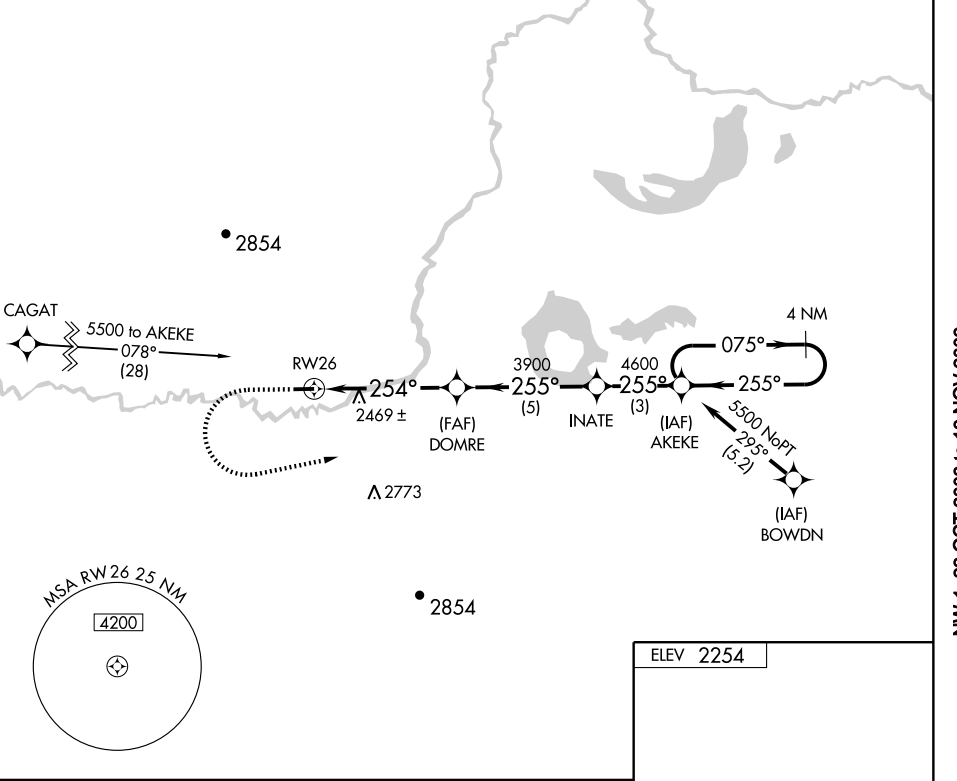 4 NM
2854
CAGAT
5500 to AKEKE
078°
(28)
RW26
254°
2469 ±
(FAF)
DOMRE
3900
255°
(5)
INATE
4600
255°
(3)
(IAF)
AKEKE
075°
255°
5500 NoPT
295°
(5.2)
(IAF)
BOWDN
2773
2854
MSA RW26 25 NM
4200
ELEV 2254